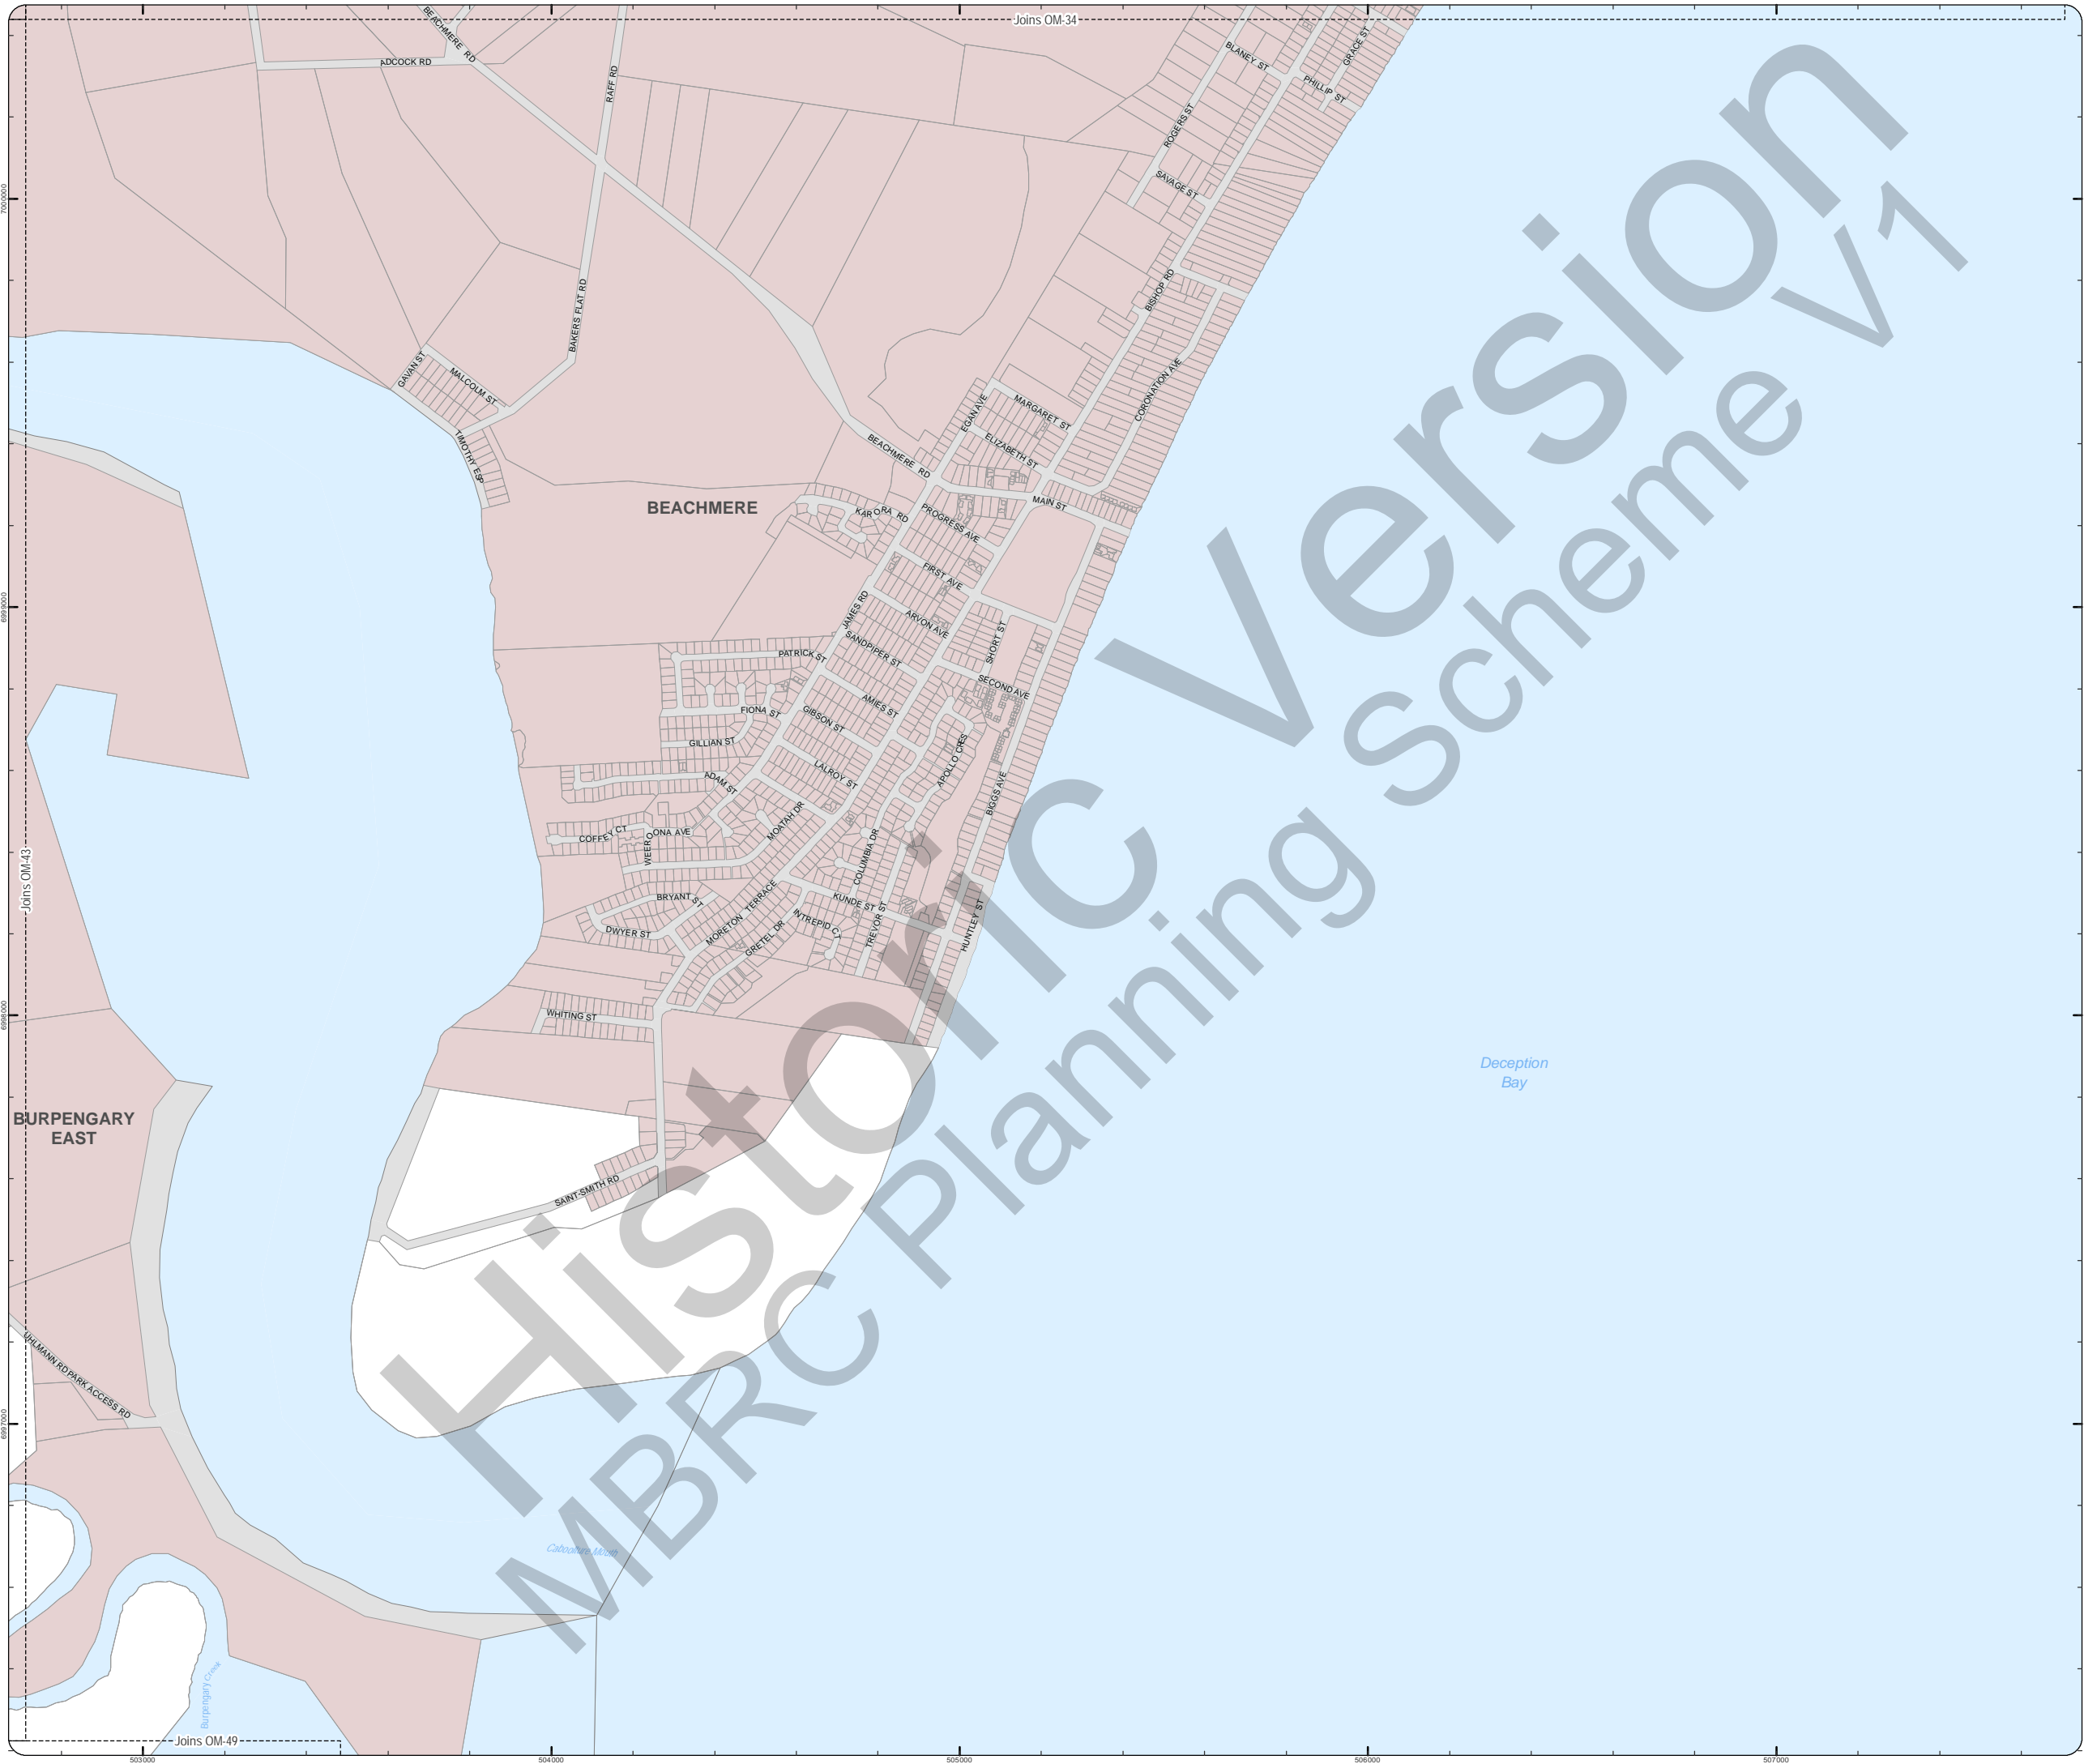 Joins OM-34
BEACHMERE RD
ADCOCK RD
RAFF RD
BLANEY ST
GRACE ST
PHILLIP ST
ROGERS ST
SAVAGE ST
7000000
BISHOP RD
BAKERS FLAT RD
GAVAN ST
MALCOLM ST
CORONATION AVE
EGAN AVE
MARGARET ST
TIMOTHY ESP
BEACHMERE RD
ELIZABETH ST
BEACHMERE
MAIN ST
KARORA RD
PROGRESS AVE
FIRST AVE
6999000
JAMES RD
ARVON AVE
SHORT ST
SANDPIPER ST
PATRICK ST
SECOND AVE
AMIES ST
FIONA ST
GIBSON ST
GILLIAN ST
APOLLO CRES
LALROY ST
ADAM ST
BIGGS AVE
MOATAH DR
COFFEY CT
WEEROONA AVE
COLUMBIA DR
Joins OM-43
BRYANT ST
MORETON TERRACE
KUNDE ST
HUNTLEY ST
DWYER ST
GRETEL DR
INTREPID CT
TREVOR ST
WHITING ST
6998000
Deception
Bay
BURPENGARY
EAST
SAINT-SMITH RD
UHLMANN RD
PARK ACCESS RD
6997000
Caboolture Mouth
Burpengary Creek
Joins OM-49
503000
504000
505000
506000
507000
Historic Version
MBRC Planning Scheme V1